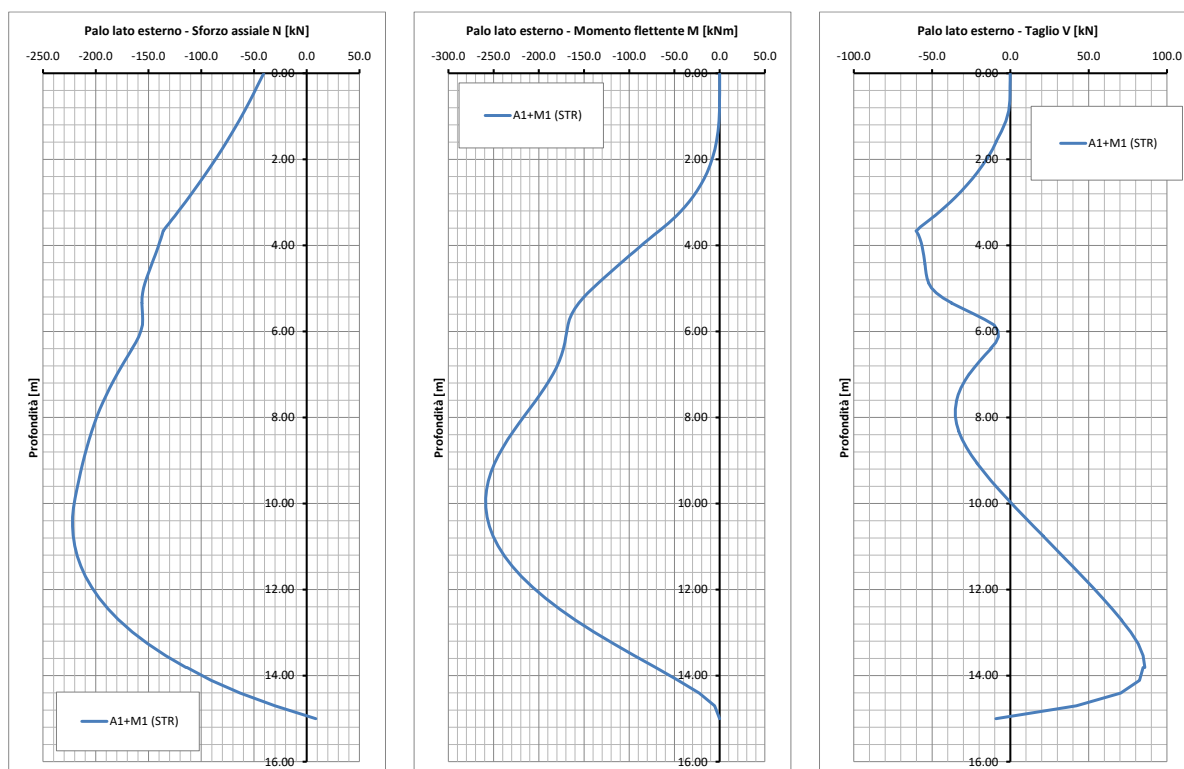 Palo lato esterno - Sforzo assiale N [kN]
-250.0 -200.0 -150.0 -100.0 -50.0 0.0 50.0
0.00
2.00
4.00
6.00
8.00
10.00
12.00
14.00
16.00
Profondità [m]
A1+M1 (STR)
Palo lato esterno - Momento flettente M [kNm]
-300.0 -250.0 -200.0 -150.0 -100.0 -50.0 0.0 50.0
A1+M1 (STR)
0.00
2.00
4.00
6.00
8.00
10.00
12.00
14.00
16.00
Profondità [m]
Palo lato esterno - Taglio V [kN]
-100.0 -50.0 0.0 50.0 100.0
A1+M1 (STR)
0.00
2.00
4.00
6.00
8.00
10.00
12.00
14.00
16.00
Profondità [m]